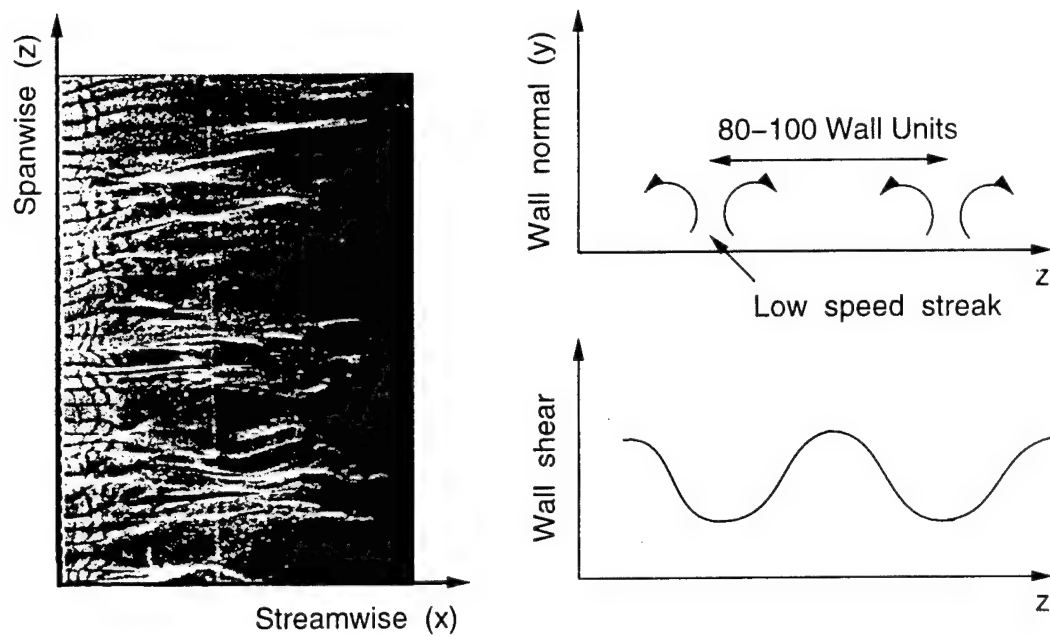 Spanwise (z)
Streamwise (x)
Wall normal (y)
80–100 Wall Units
z
Low speed streak
Wall shear
z